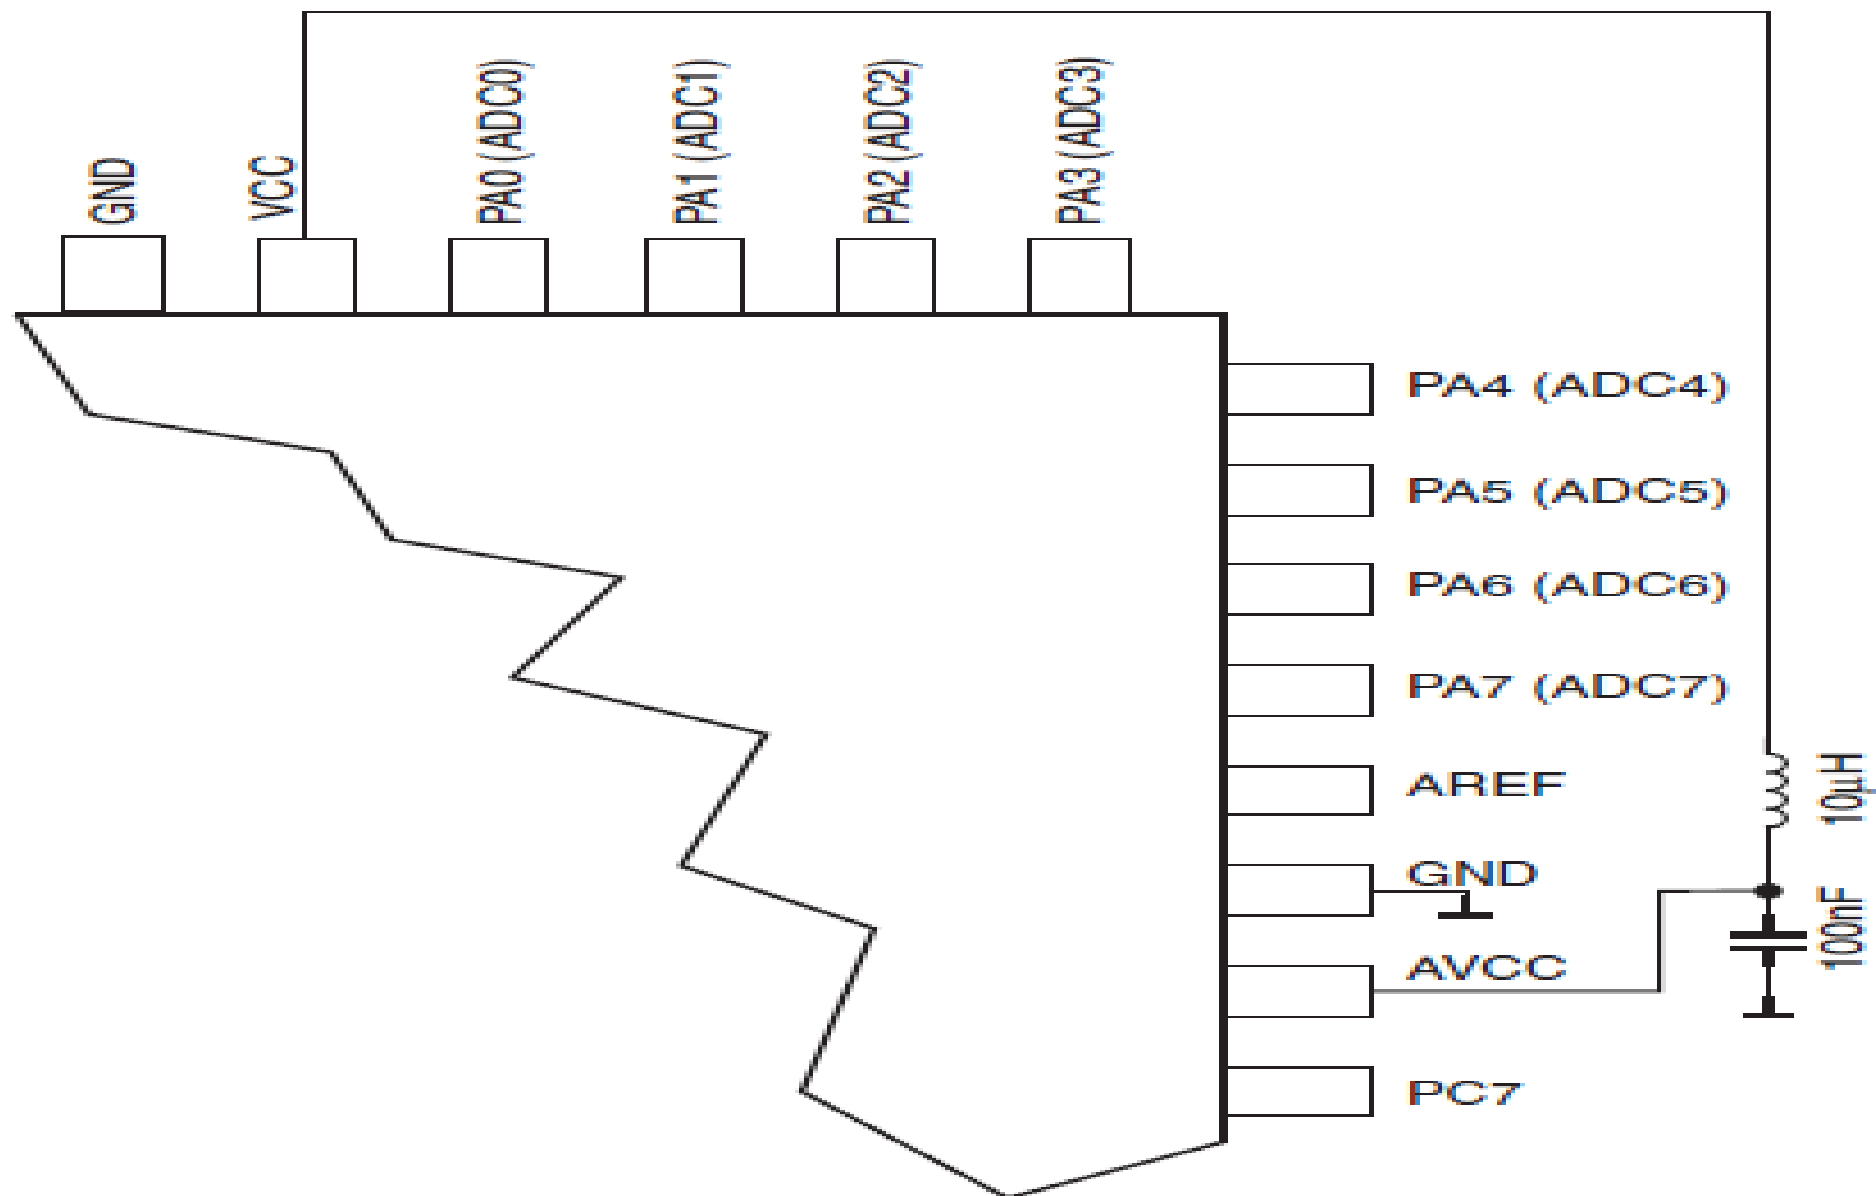 GND
VCC
PA0 (ADC0)
PA1 (ADC1)
PA2 (ADC2)
PA3 (ADC3)
PA4 (ADC4)
PA5 (ADC5)
PA6 (ADC6)
PA7 (ADC7)
AREF
GND
AVCC
PC7
10µH
100nF